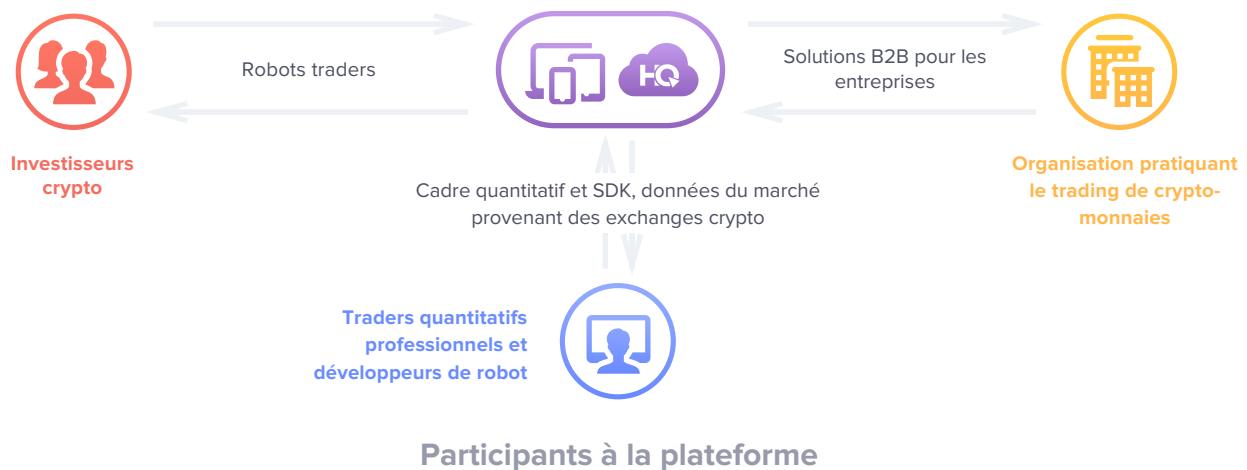 Robots traders
HQ
Solutions B2B pour les
entreprises
Investisseurs
crypto
Cadre quantitatif et SDK, données du marché
provenant des exchanges crypto
Organisation pratiquant
le trading de crypto-
monnaies
Traders quantitatifs
professionnels et
développeurs de robot
Participants à la plateforme